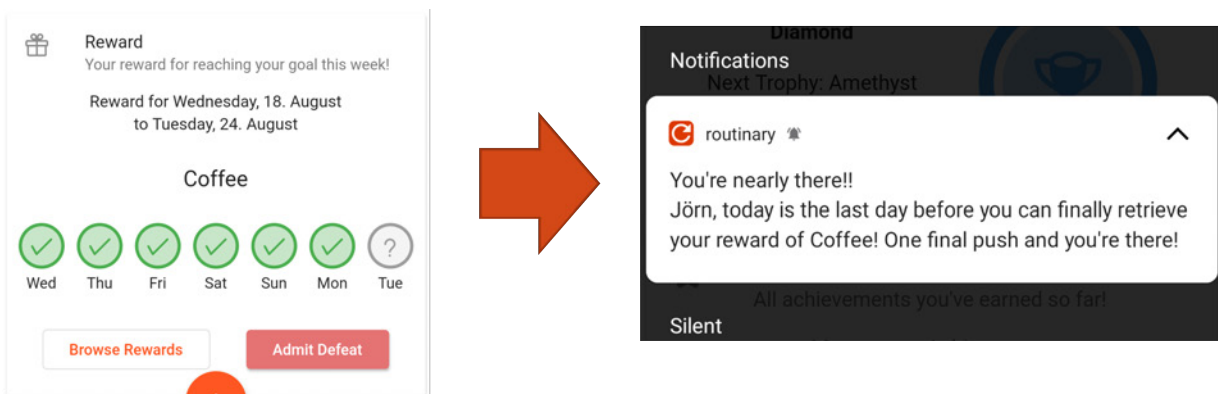 Reward
Your reward for reaching your goal this week!
Reward for Wednesday, 18. August
to Tuesday, 24. August
Coffee
?
Wed Thu Fri Sat Sun Mon Tue
Browse Rewards Admit Defeat
Diamond
Notifications
Next Trophy: Amethyst
routinary
You're nearly there!!
Jörn, today is the last day before you can finally retrieve
your reward of Coffee! One final push and you're there!
All achievements you've earned so far!
Silent